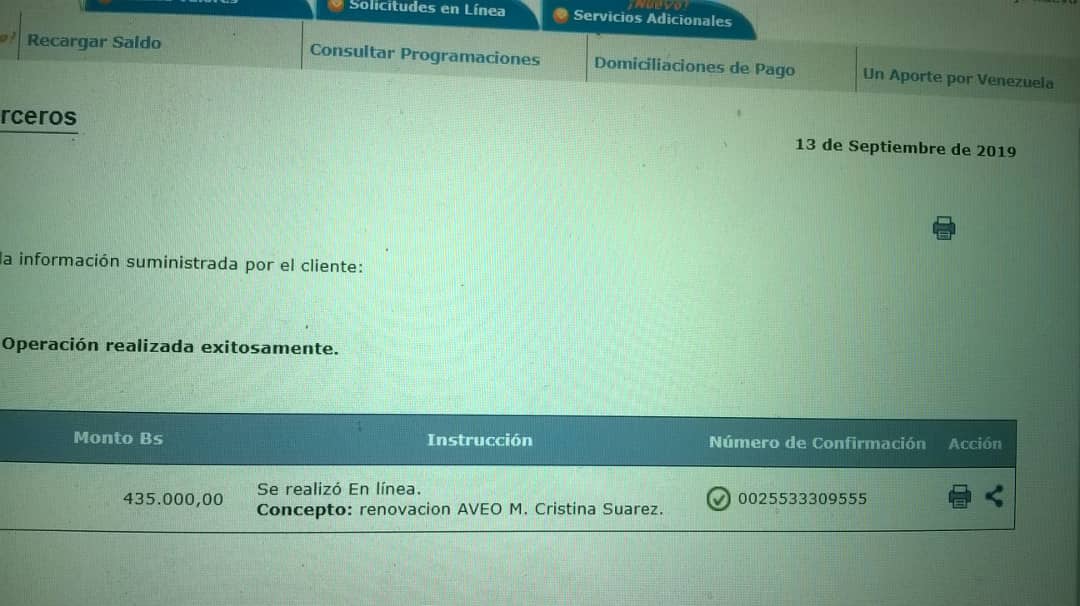 Solicitudes en Línea
¡Nuevo!
Servicios Adicionales
Recargar Saldo
Consultar Programaciones
Domiciliaciones de Pago
Un Aporte por Venezuela
rceros
13 de Septiembre de 2019
la información suministrada por el cliente:
Operación realizada exitosamente.
Monto Bs Instrucción Número de Confirmación Acción
435.000,00 Se realizó En línea. 0025533309555
Concepto: renovacion AVEO M. Cristina Suarez.